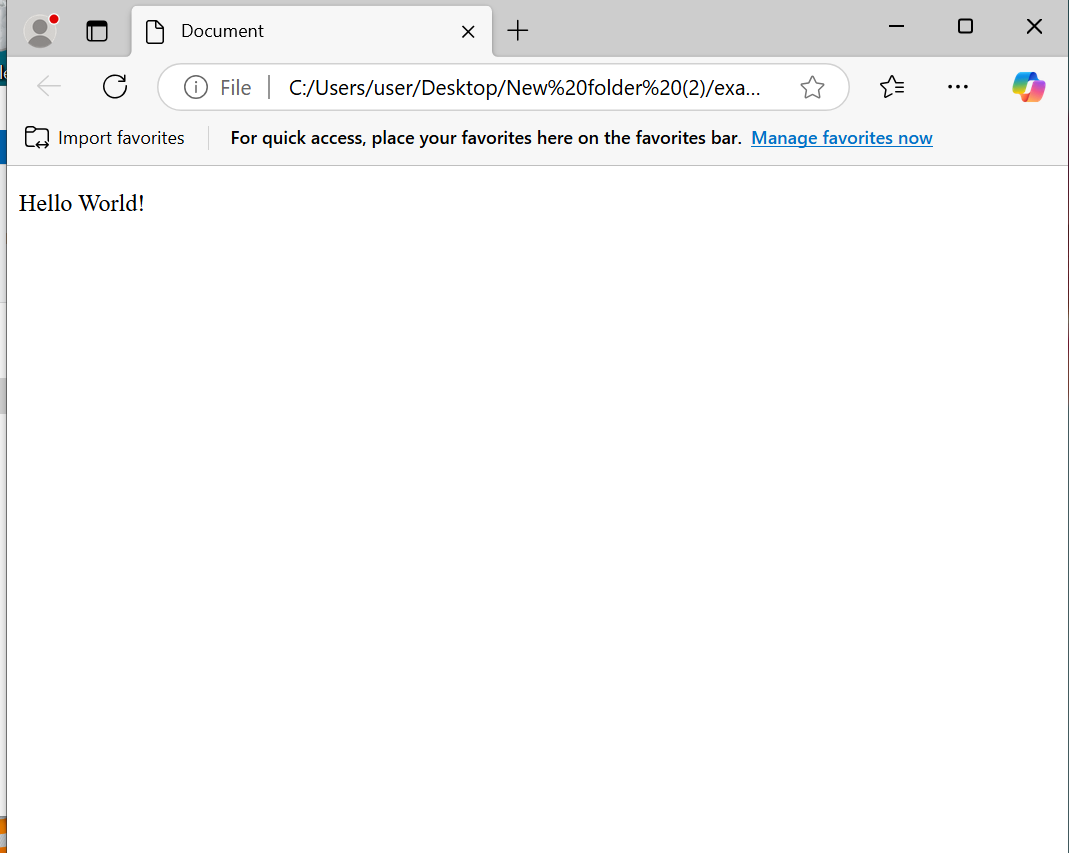 Document
File
C:/Users/user/Desktop/New%20folder%20(2)/exa...
Import favorites
For quick access, place your favorites here on the favorites bar. Manage favorites now
Hello World!